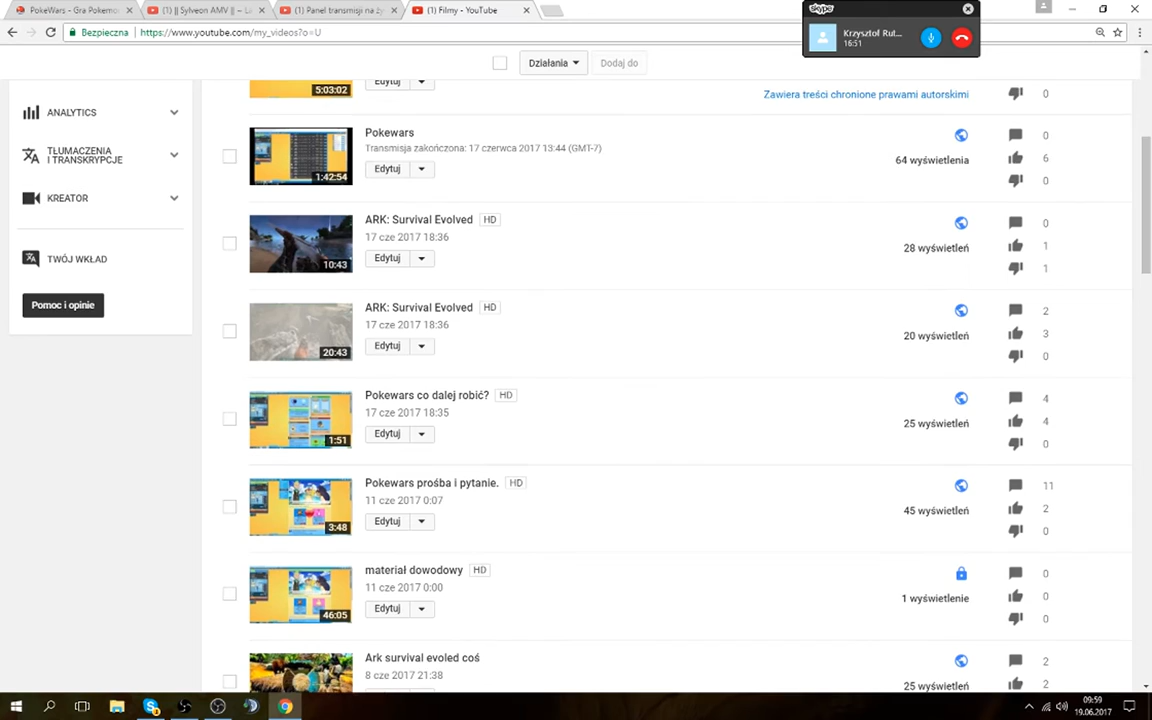 PokeWars - Gra Pokemo
(1) || Sylveon AMV || ~ L
(1) Panel transmisji na ży
(1) Filmy - YouTube
Bezpieczna
https://www.youtube.com/my_videos?o=U
skype
Krzysztof Rut...
16:51
Działania
Dodaj do
ANALYTICS
TŁUMACZENIA
I TRANSKRYPCJE
KREATOR
TWÓJ WKŁAD
Pomoc i opinie
5:03:02
Edytuj
Zawiera treści chronione prawami autorskimi
0
Pokewars
Transmisja zakończona: 17 czerwca 2017 13:44 (GMT-7)
Edytuj
1:42:54
64 wyświetlenia
0
6
0
ARK: Survival Evolved HD
17 cze 2017 18:36
Edytuj
10:43
28 wyświetleń
0
1
1
ARK: Survival Evolved HD
17 cze 2017 18:36
Edytuj
20:43
20 wyświetleń
2
3
0
Pokewars co dalej robić? HD
17 cze 2017 18:35
Edytuj
1:51
25 wyświetleń
4
4
0
Pokewars prośba i pytanie. HD
11 cze 2017 0:07
Edytuj
3:48
45 wyświetleń
11
2
0
materiał dowodowy HD
11 cze 2017 0:00
Edytuj
46:05
1 wyświetlenie
0
0
0
Ark survival evoled coś
8 cze 2017 21:38
25 wyświetleń
2
2
09:59
19.06.2017